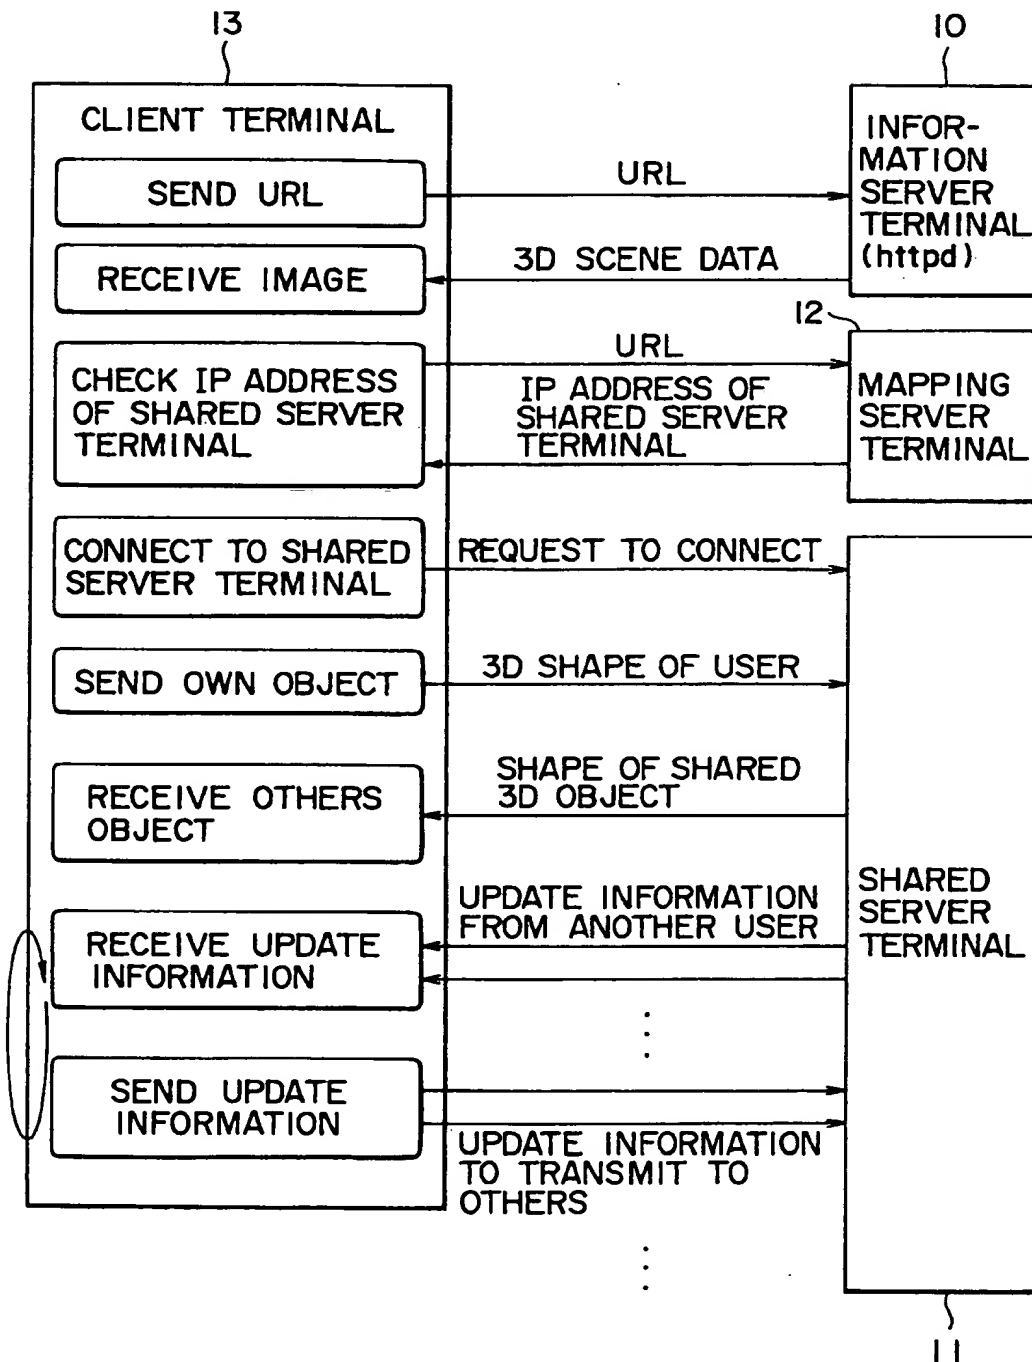 13
10
CLIENT TERMINAL
INFOR-
MATION
SERVER
TERMINAL
(httpd)
SEND URL
URL
RECEIVE IMAGE
3D SCENE DATA
12
CHECK IP ADDRESS
OF SHARED SERVER
TERMINAL
URL
IP ADDRESS OF
SHARED SERVER
TERMINAL
MAPPING
SERVER
TERMINAL
CONNECT TO SHARED
SERVER TERMINAL
REQUEST TO CONNECT
SEND OWN OBJECT
3D SHAPE OF USER
RECEIVE OTHERS
OBJECT
SHAPE OF SHARED
3D OBJECT
SHARED
SERVER
TERMINAL
RECEIVE UPDATE
INFORMATION
UPDATE INFORMATION
FROM ANOTHER USER
SEND UPDATE
INFORMATION
UPDATE INFORMATION
TO TRANSMIT TO
OTHERS
11